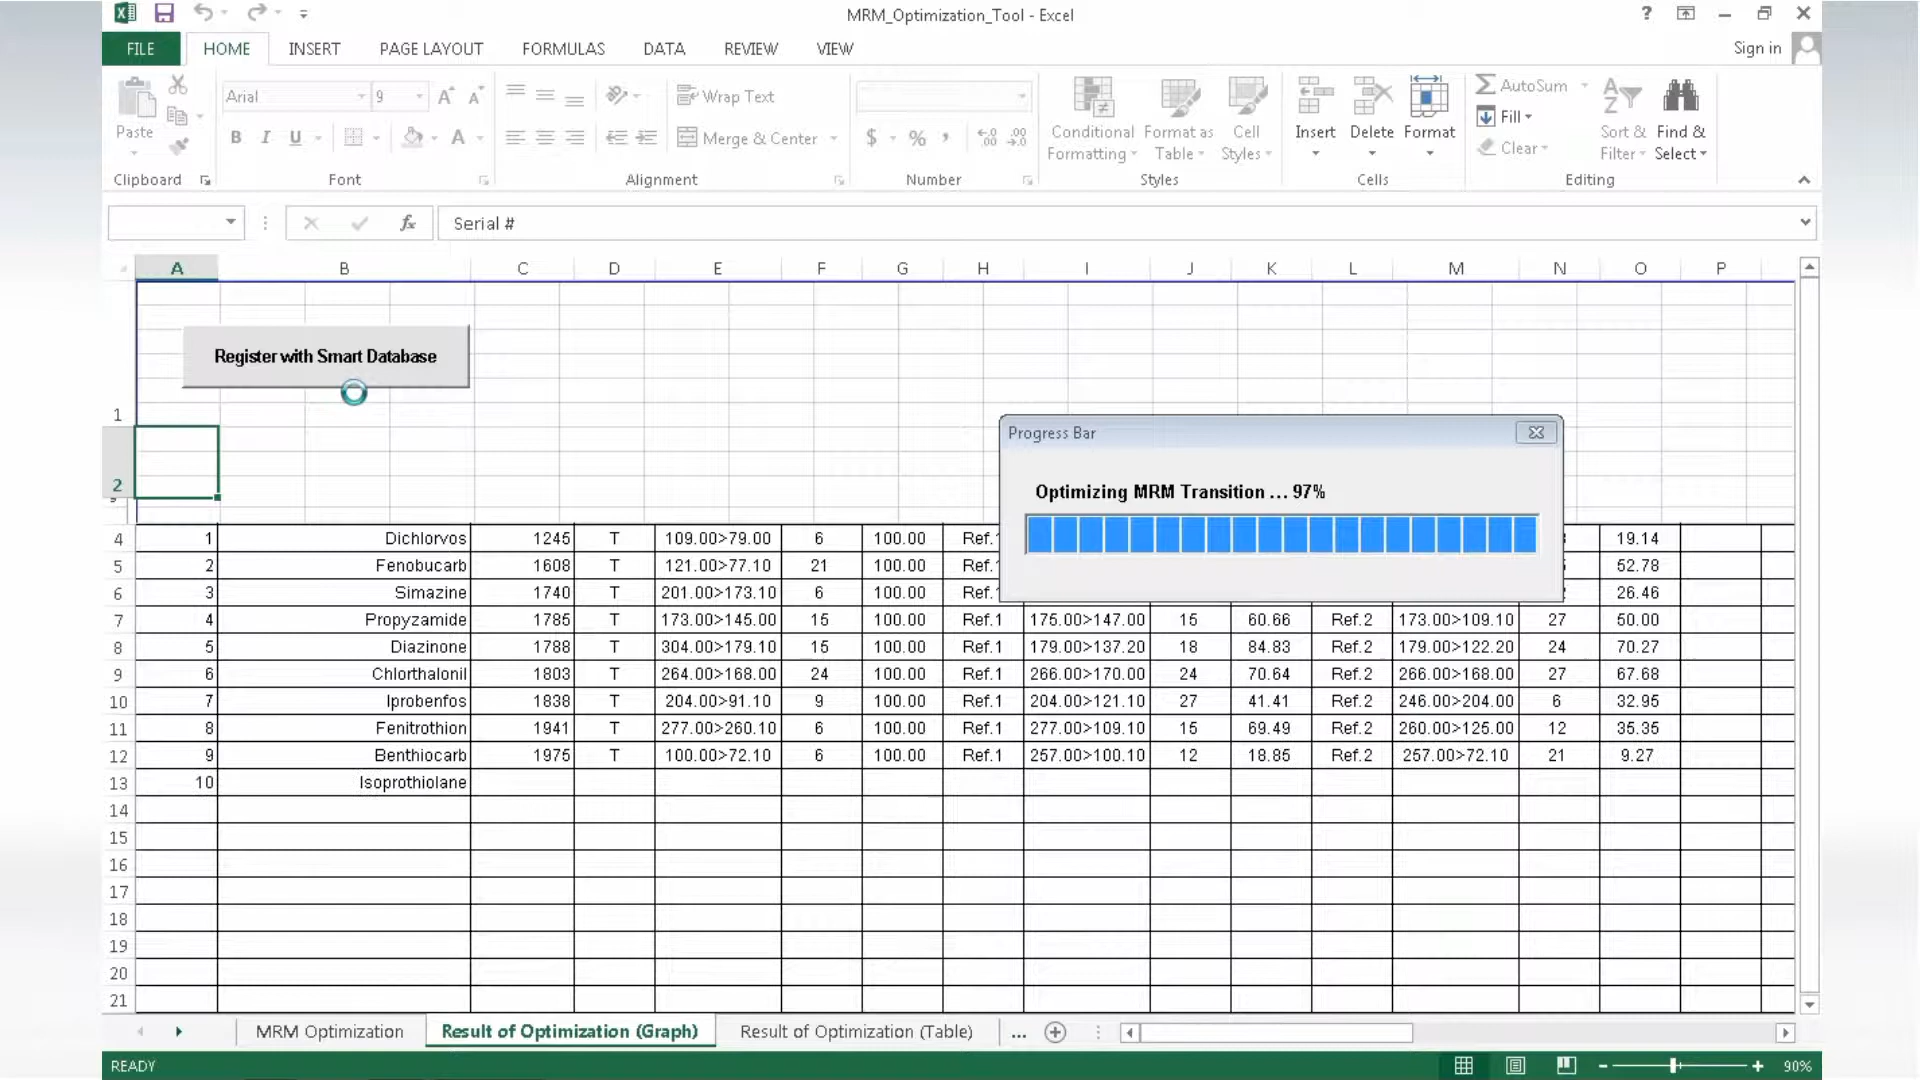 MRM_Optimization_Tool - Excel
FILE HOME INSERT PAGE LAYOUT FORMULAS DATA REVIEW VIEW Sign in
Paste
Clipboard
Arial 9
B I U A
Font
Wrap Text
Merge & Center
Alignment
$ % ,
Number
Conditional Formatting
Format as Table
Cell Styles
Styles
Insert Delete Format
Cells
AutoSum
Fill
Clear
Sort & Filter
Find & Select
Editing
fx Serial #
A B C D E F G H I J K L M N O P
Register with Smart Database
1
2
Progress Bar
Optimizing MRM Transition ... 97%
4 1 Dichlorvos 1245 T 109.00>79.00 6 100.00 Ref.1 19.14
5 2 Fenobucarb 1608 T 121.00>77.10 21 100.00 Ref.1 52.78
6 3 Simazine 1740 T 201.00>173.10 6 100.00 Ref.1 26.46
7 4 Propyzamide 1785 T 173.00>145.00 15 100.00 Ref.1 175.00>147.00 15 60.66 Ref.2 173.00>109.10 27 50.00
8 5 Diazinone 1788 T 304.00>179.10 15 100.00 Ref.1 179.00>137.20 18 84.83 Ref.2 179.00>122.20 24 70.27
9 6 Chlorthalonil 1803 T 264.00>168.00 24 100.00 Ref.1 266.00>170.00 24 70.64 Ref.2 266.00>168.00 27 67.68
10 7 Iprobenfos 1838 T 204.00>91.10 9 100.00 Ref.1 204.00>121.10 27 41.41 Ref.2 246.00>204.00 6 32.95
11 8 Fenitrothion 1941 T 277.00>260.10 6 100.00 Ref.1 277.00>109.10 15 69.49 Ref.2 260.00>125.00 12 35.35
12 9 Benthiocarb 1975 T 100.00>72.10 6 100.00 Ref.1 257.00>100.10 12 18.85 Ref.2 257.00>72.10 21 9.27
13 10 Isoprothiolane
14
15
16
17
18
19
20
21
MRM Optimization Result of Optimization (Graph) Result of Optimization (Table) ...
READY 90%